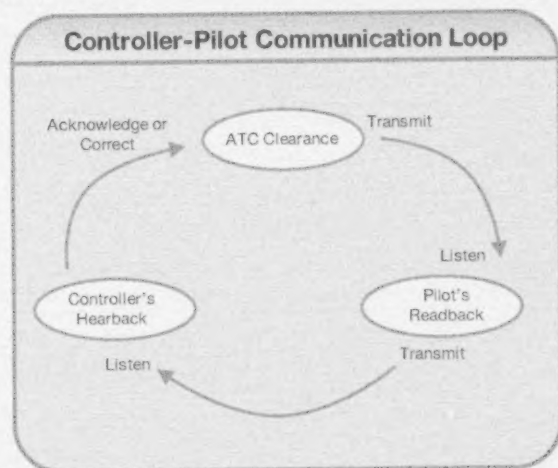 Controller-Pilot Communication Loop
Acknowledge or
Correct
ATC Clearance
Transmit
Listen
Controller's
Hearback
Pilot's
Readback
Listen
Transmit